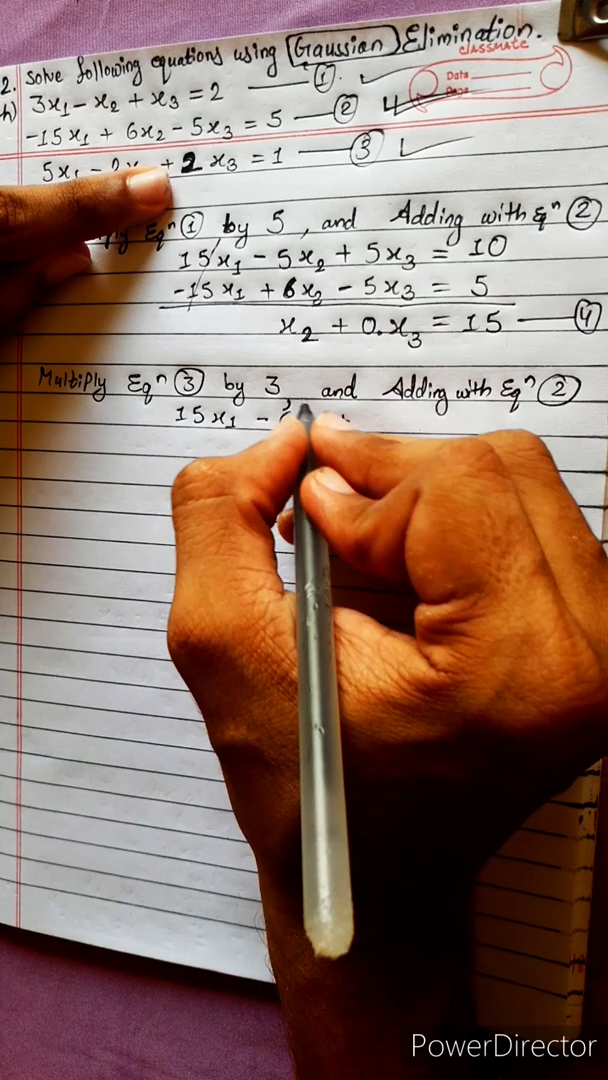 2. Solve following equations using Gaussian Elimination.
classmate
Date
Page
h) 3x₁ - x₂ + x₃ = 2 — ①
-15x₁ + 6x₂ - 5x₃ = 5 — ②
5x₁ - 2x + 2x₃ = 1 — ③
Eqⁿ ① by 5, and Adding with Eqⁿ ②
15x₁ - 5x₂ + 5x₃ = 10
-15x₁ + 6x₂ - 5x₃ = 5
x₂ + 0.x₃ = 15 — ④
Multiply Eqⁿ ③ by 3, and Adding with Eqⁿ ②
15x₁ -
PowerDirector